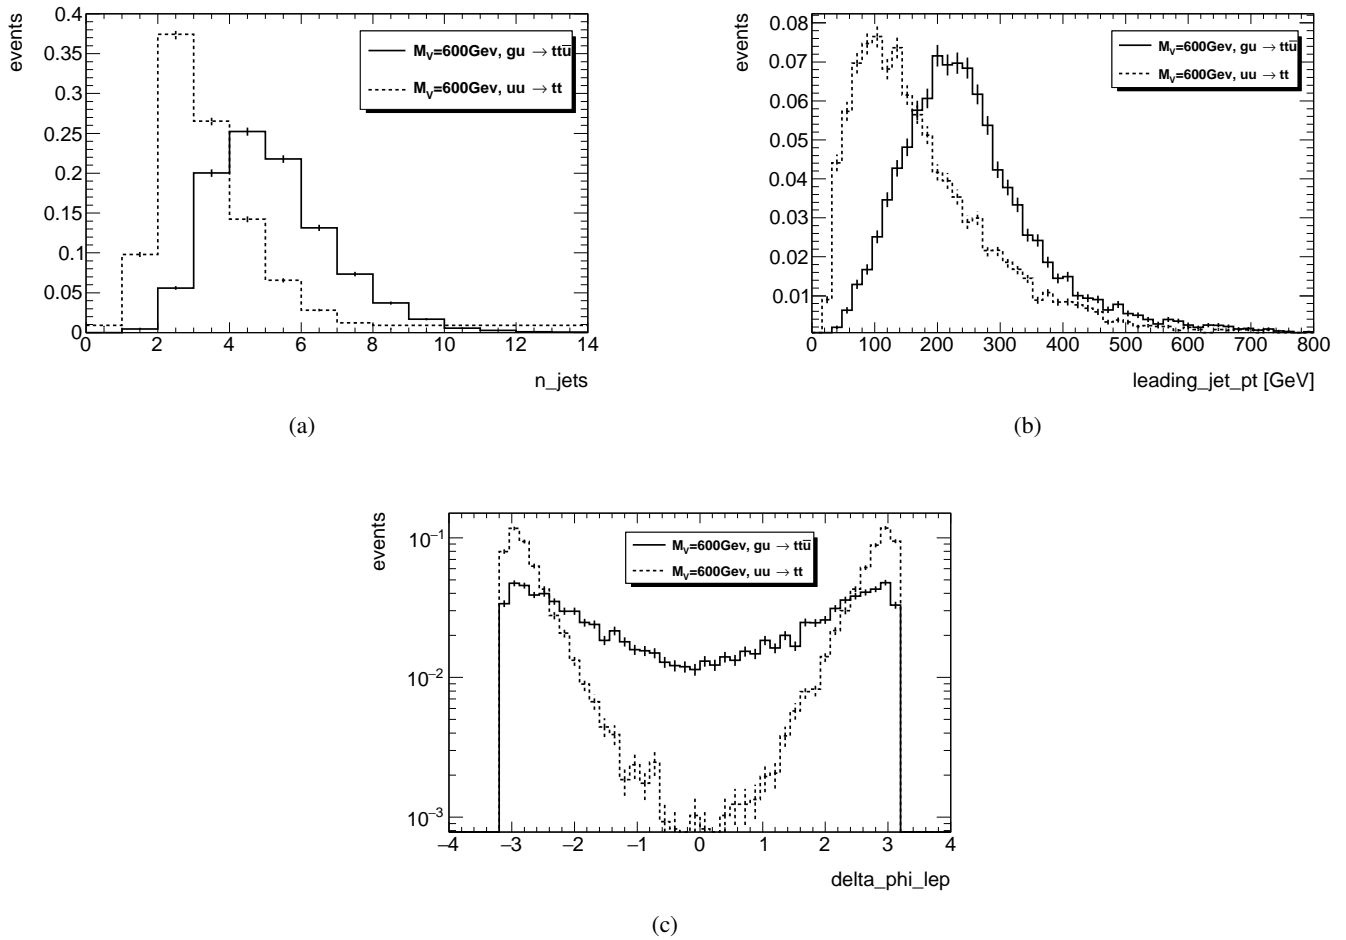 events
0.4
0.35
0.3
0.25
0.2
0.15
0.1
0.05
0
0 2 4 6 8 10 12 14
n_jets
M_V=600Gev, gu → ttū
M_V=600Gev, uu → tt
(a)
events
0.08
0.07
0.06
0.05
0.04
0.03
0.02
0.01
0 100 200 300 400 500 600 700 800
leading_jet_pt [GeV]
M_V=600Gev, gu → ttū
M_V=600Gev, uu → tt
(b)
events
10⁻¹
10⁻²
10⁻³
−4 −3 −2 −1 0 1 2 3 4
delta_phi_lep
M_V=600Gev, gu → ttū
M_V=600Gev, uu → tt
(c)